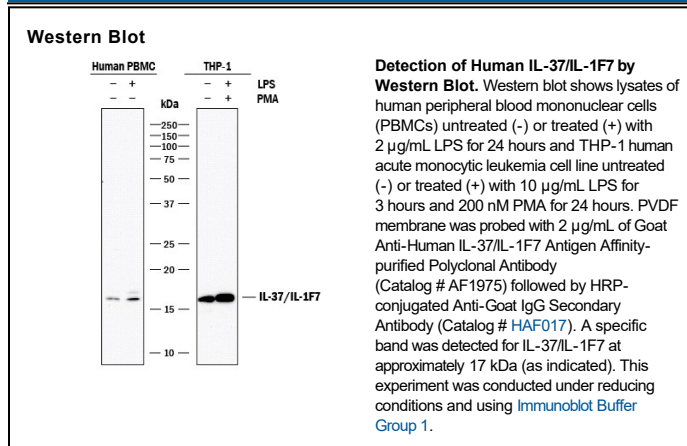 Western Blot
Human PBMC THP-1
– + – + LPS
– – – + PMA
kDa
250
150
100
75
50
37
25
20
IL-37/IL-1F7
15
10
Detection of Human IL-37/IL-1F7 by
Western Blot. Western blot shows lysates of
human peripheral blood mononuclear cells
(PBMCs) untreated (-) or treated (+) with
2 µg/mL LPS for 24 hours and THP-1 human
acute monocytic leukemia cell line untreated
(-) or treated (+) with 10 µg/mL LPS for
3 hours and 200 nM PMA for 24 hours. PVDF
membrane was probed with 2 µg/mL of Goat
Anti-Human IL-37/IL-1F7 Antigen Affinity-
purified Polyclonal Antibody
(Catalog # AF1975) followed by HRP-
conjugated Anti-Goat IgG Secondary
Antibody (Catalog # HAF017). A specific
band was detected for IL-37/IL-1F7 at
approximately 17 kDa (as indicated). This
experiment was conducted under reducing
conditions and using Immunoblot Buffer
Group 1.